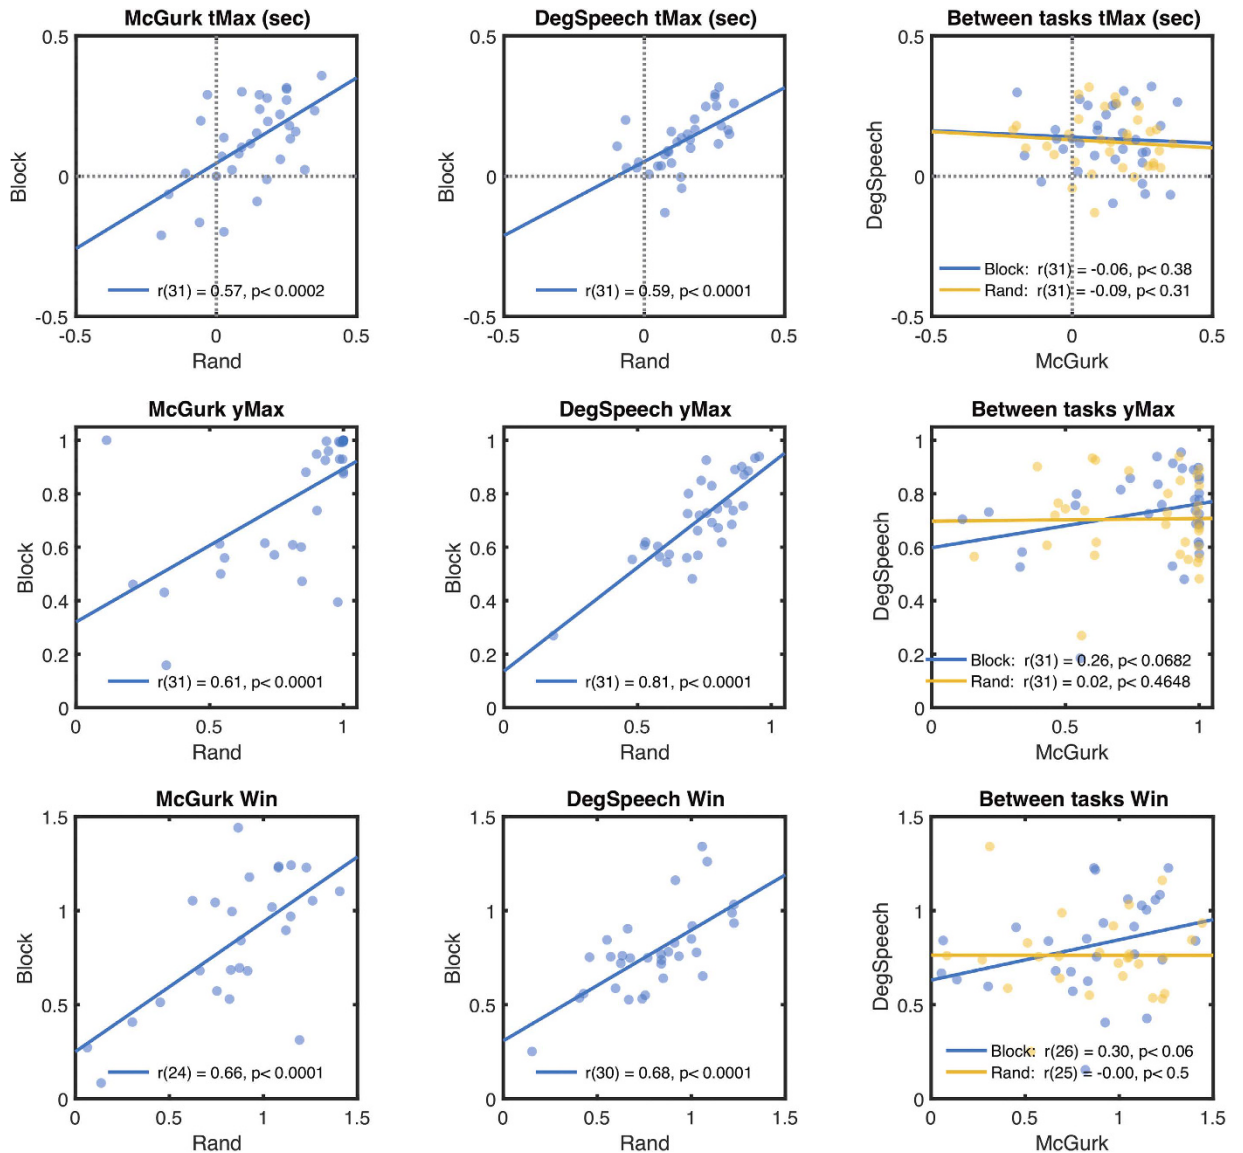 McGurk tMax (sec)
0.5
0
-0.5
Block
-0.5
0
0.5
Rand
r(31) = 0.57, p< 0.0002
DegSpeech tMax (sec)
0.5
0
-0.5
Block
-0.5
0
0.5
Rand
r(31) = 0.59, p< 0.0001
Between tasks tMax (sec)
0.5
0
-0.5
DegSpeech
-0.5
0
0.5
McGurk
Block: r(31) = -0.06, p< 0.38
Rand: r(31) = -0.09, p< 0.31
McGurk yMax
1
0.8
0.6
0.4
0.2
0
Block
0
0.5
1
Rand
r(31) = 0.61, p< 0.0001
DegSpeech yMax
1
0.8
0.6
0.4
0.2
0
Block
0
0.5
1
Rand
r(31) = 0.81, p< 0.0001
Between tasks yMax
1
0.8
0.6
0.4
0.2
0
DegSpeech
0
0.5
1
McGurk
Block: r(31) = 0.26, p< 0.0682
Rand: r(31) = 0.02, p< 0.4648
McGurk Win
1.5
1
0.5
0
Block
0
0.5
1
1.5
Rand
r(24) = 0.66, p< 0.0001
DegSpeech Win
1.5
1
0.5
0
Block
0
0.5
1
1.5
Rand
r(30) = 0.68, p< 0.0001
Between tasks Win
1.5
1
0.5
0
DegSpeech
0
0.5
1
1.5
McGurk
Block: r(26) = 0.30, p< 0.06
Rand: r(25) = -0.00, p< 0.5